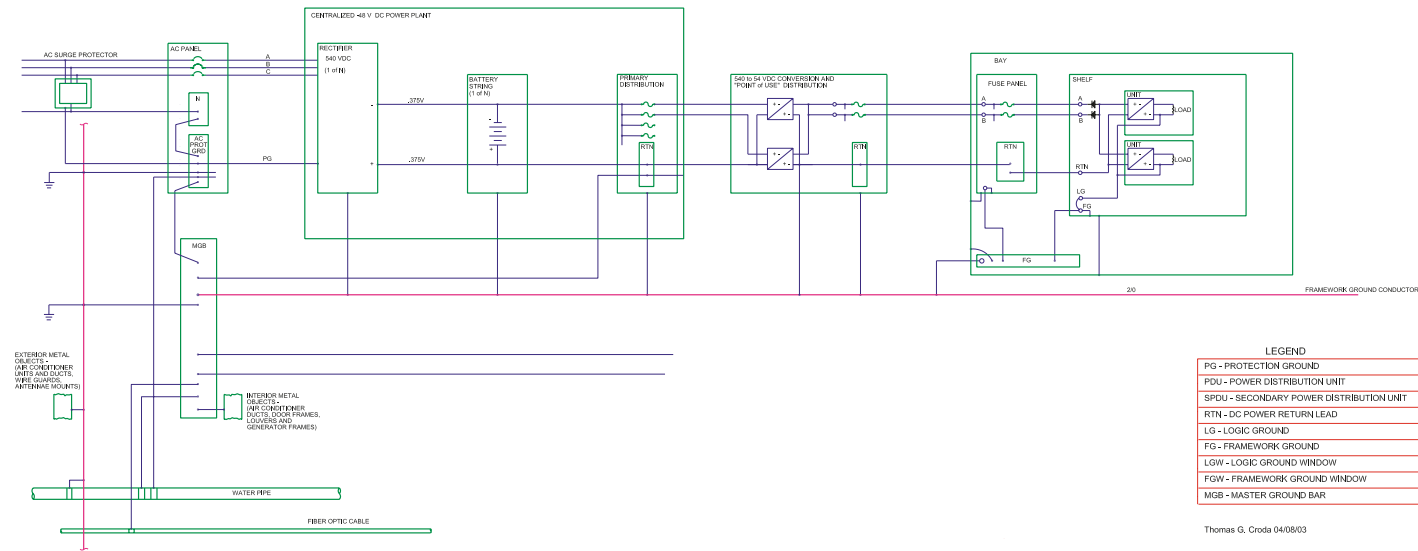 CENTRALIZED -48 V DC POWER PLANT
AC SURGE PROTECTOR
AC PANEL
A
B
C
RECTIFIER
540 VDC
(1 of N)
-
+
.375V
.375V
BATTERY
STRING
(1 of N)
-
+
PRIMARY
DISTRIBUTION
RTN
540 to 54 VDC CONVERSION AND
"POINT of USE" DISTRIBUTION
+ -
+ -
RTN
BAY
FUSE PANEL
A
B
RTN
SHELF
A
B
RTN
LG
FG
UNIT
+ -
+ -
LOAD
UNIT
+ -
+ -
LOAD
FG
N
AC
PROT
GRD
PG
MGB
2/0
FRAMEWORK GROUND CONDUCTOR
EXTERIOR METAL
OBJECTS -
(AIR CONDITIONER
UNITS AND DUCTS,
WIRE GUARDS,
ANTENNAE MOUNTS)
INTERIOR METAL
OBJECTS -
(AIR CONDITIONER
DUCTS, DOOR FRAMES,
LOUVERS AND
GENERATOR FRAMES)
WATER PIPE
FIBER OPTIC CABLE
LEGEND
PG - PROTECTION GROUND
PDU - POWER DISTRIBUTION UNIT
SPDU - SECONDARY POWER DISTRIBUTION UNIT
RTN - DC POWER RETURN LEAD
LG - LOGIC GROUND
FG - FRAMEWORK GROUND
LGW - LOGIC GROUND WINDOW
FGW - FRAMEWORK GROUND WINDOW
MGB - MASTER GROUND BAR
Thomas G. Croda 04/08/03